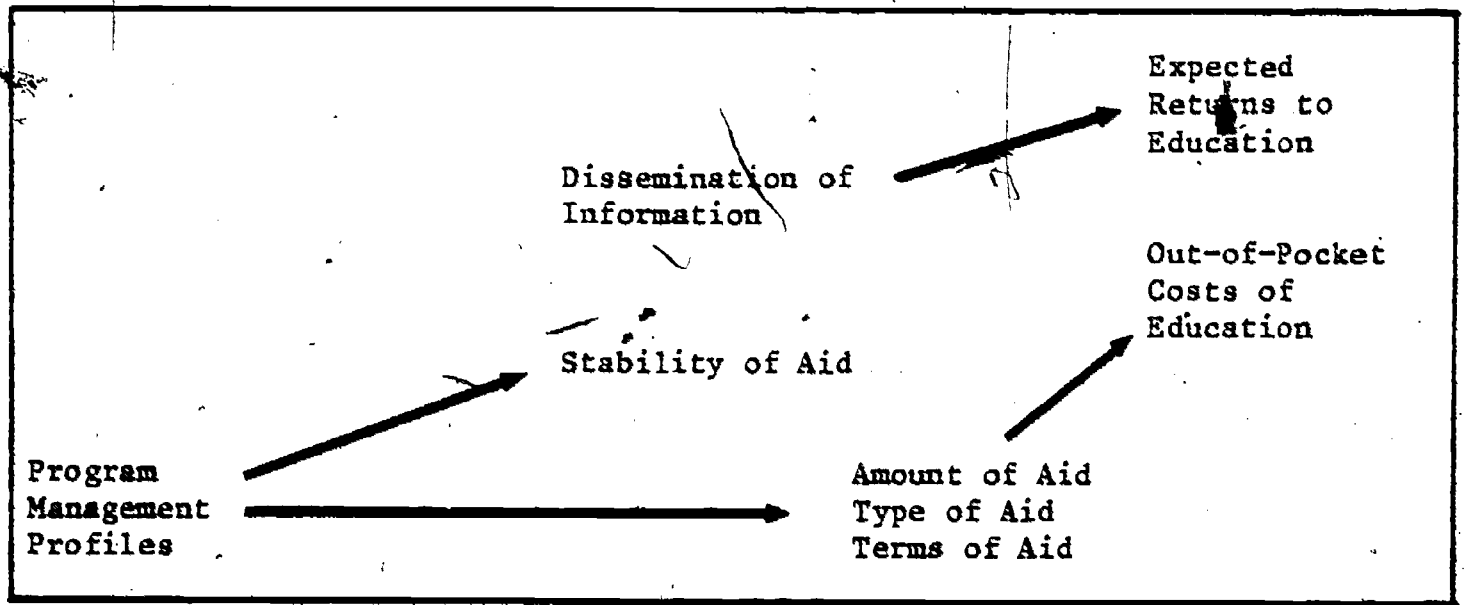 Expected
Returns to
Education
Dissemination of
Information
Out-of-Pocket
Costs of
Education
Stability of Aid
Program
Management
Profiles
Amount of Aid
Type of Aid
Terms of Aid